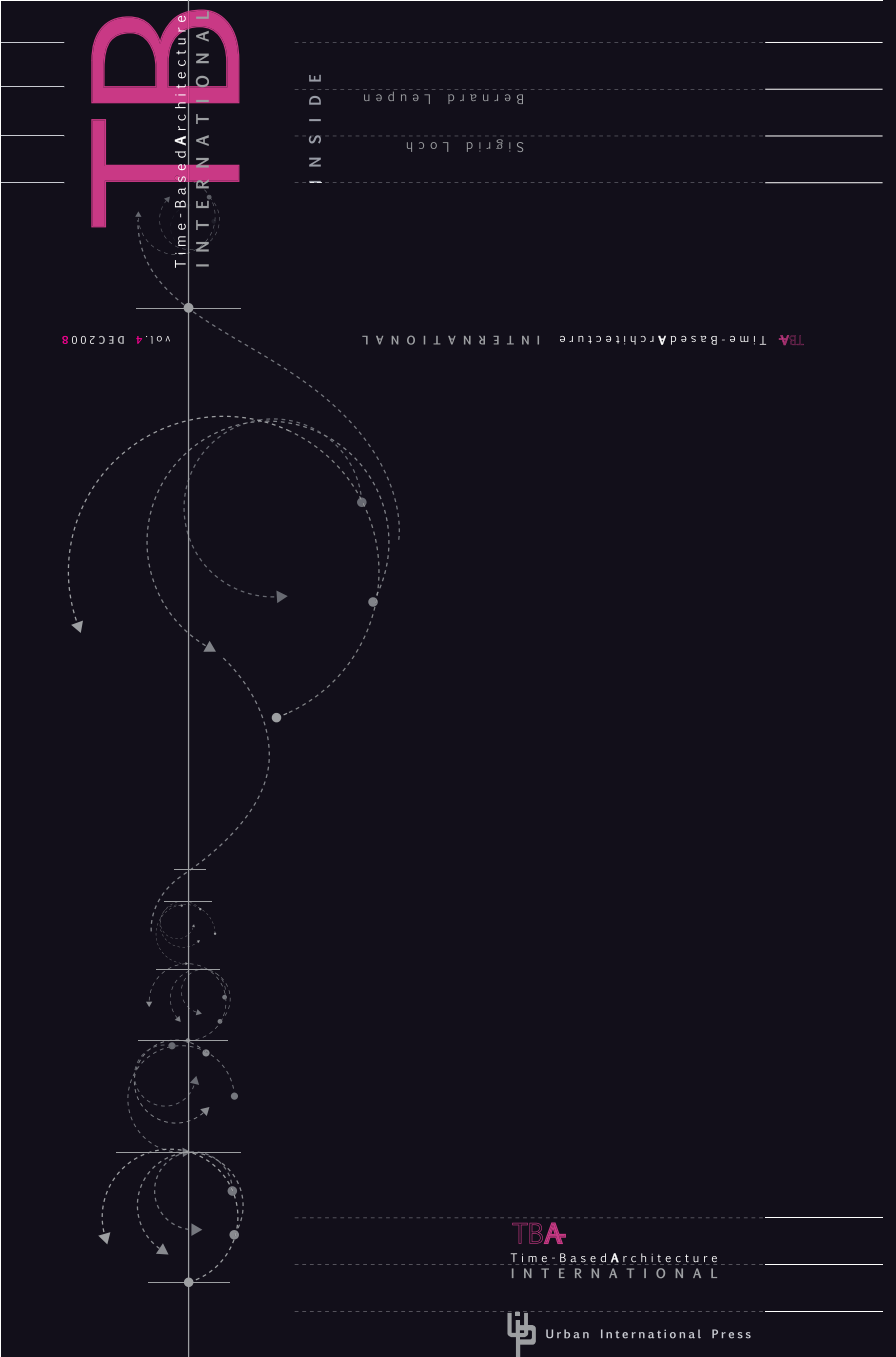 TB
Time-BasedArchitecture
INTERNATIONAL
INSIDE
Bernard Leupen
Sigrid Loch
TBA Time-BasedArchitecture INTERNATIONAL
vol.4 DEC2008
TBA
Time-BasedArchitecture
INTERNATIONAL
Urban International Press